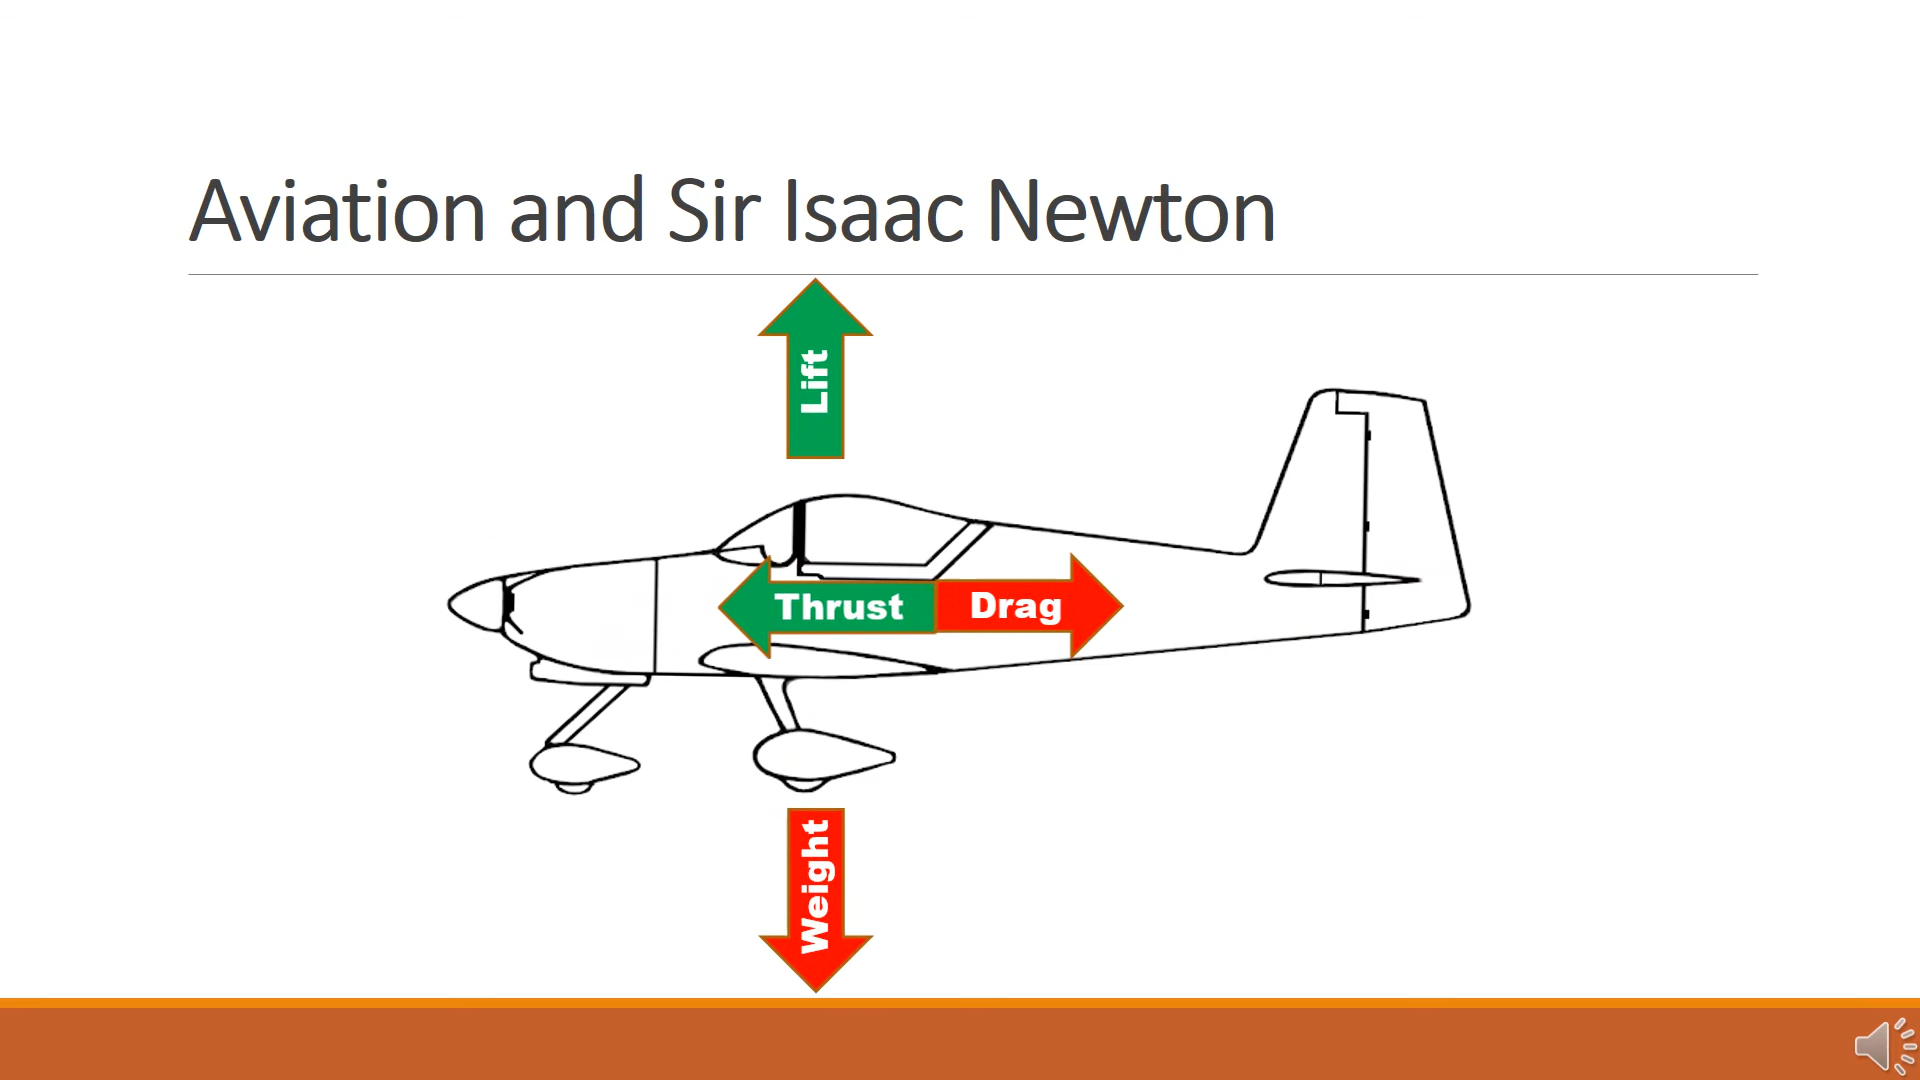 Aviation and Sir Isaac Newton
Lift
Thrust
Drag
Weight